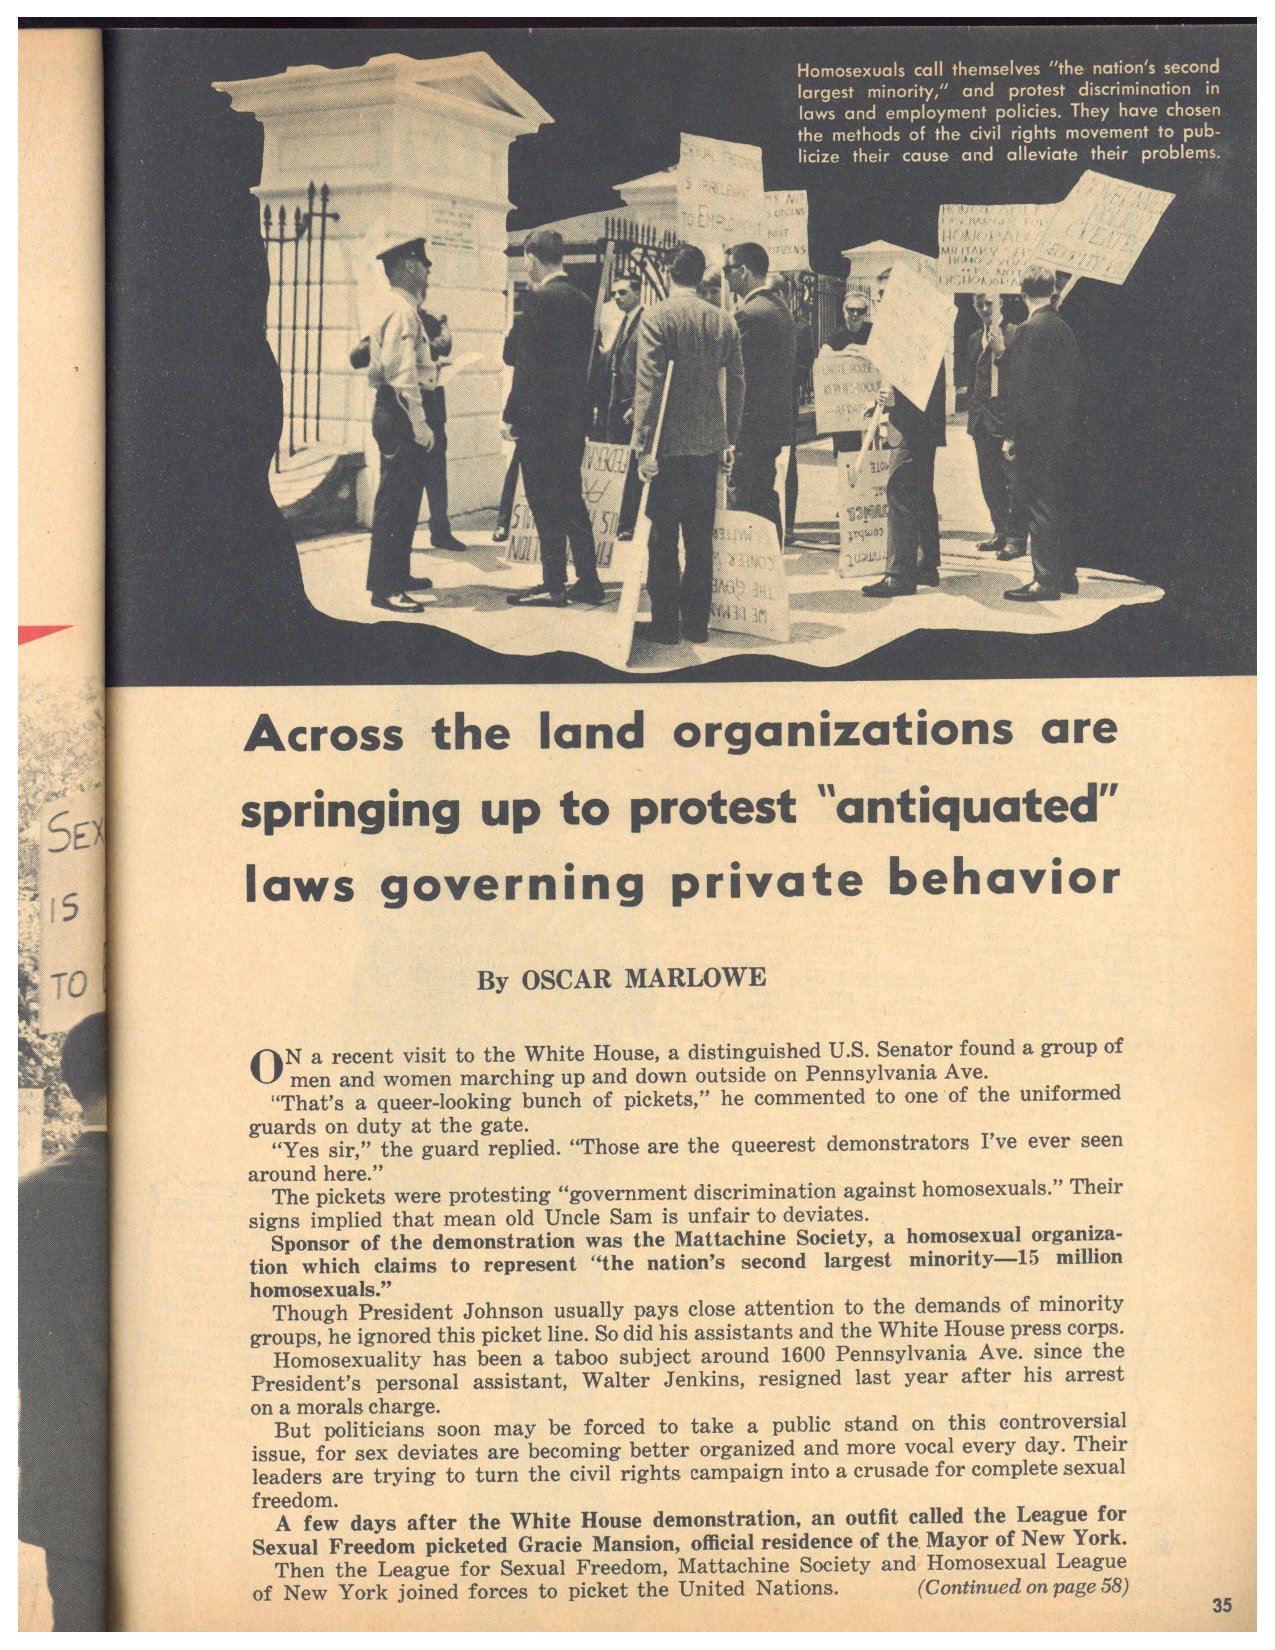 Homosexuals call themselves "the nation's second
largest minority," and protest discrimination in
laws and employment policies. They have chosen
the methods of the civil rights movement to pub-
licize their cause and alleviate their problems.
IS IRRELEVANT
TO EMPLOYMENT
CITIZENS
HONORABLE
MILITARY
HOMO
NOT
FEDERAL
COMBAT
THE GOVE
WE DEMAND
SEX
IS
TO
Across the land organizations are
springing up to protest "antiquated"
laws governing private behavior
By OSCAR MARLOWE
ON a recent visit to the White House, a distinguished U.S. Senator found a group of
men and women marching up and down outside on Pennsylvania Ave.
"That's a queer-looking bunch of pickets," he commented to one of the uniformed
guards on duty at the gate.
"Yes sir," the guard replied. "Those are the queerest demonstrators I've ever seen
around here."
The pickets were protesting "government discrimination against homosexuals." Their
signs implied that mean old Uncle Sam is unfair to deviates.
Sponsor of the demonstration was the Mattachine Society, a homosexual organiza-
tion which claims to represent "the nation's second largest minority—15 million
homosexuals."
Though President Johnson usually pays close attention to the demands of minority
groups, he ignored this picket line. So did his assistants and the White House press corps.
Homosexuality has been a taboo subject around 1600 Pennsylvania Ave. since the
President's personal assistant, Walter Jenkins, resigned last year after his arrest
on a morals charge.
But politicians soon may be forced to take a public stand on this controversial
issue, for sex deviates are becoming better organized and more vocal every day. Their
leaders are trying to turn the civil rights campaign into a crusade for complete sexual
freedom.
A few days after the White House demonstration, an outfit called the League for
Sexual Freedom picketed Gracie Mansion, official residence of the Mayor of New York.
Then the League for Sexual Freedom, Mattachine Society and Homosexual League
of New York joined forces to picket the United Nations. (Continued on page 58)
35